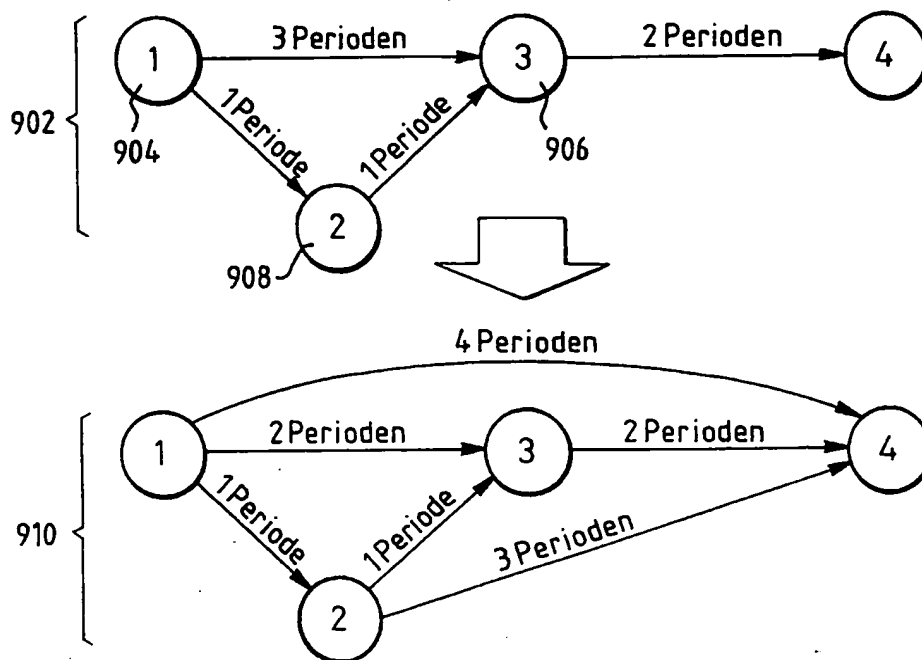 3 Perioden
2 Perioden
1
3
4
902
904
1 Periode
1 Periode
906
2
908
4 Perioden
1
2 Perioden
3
2 Perioden
4
910
1 Periode
1 Periode
3 Perioden
2